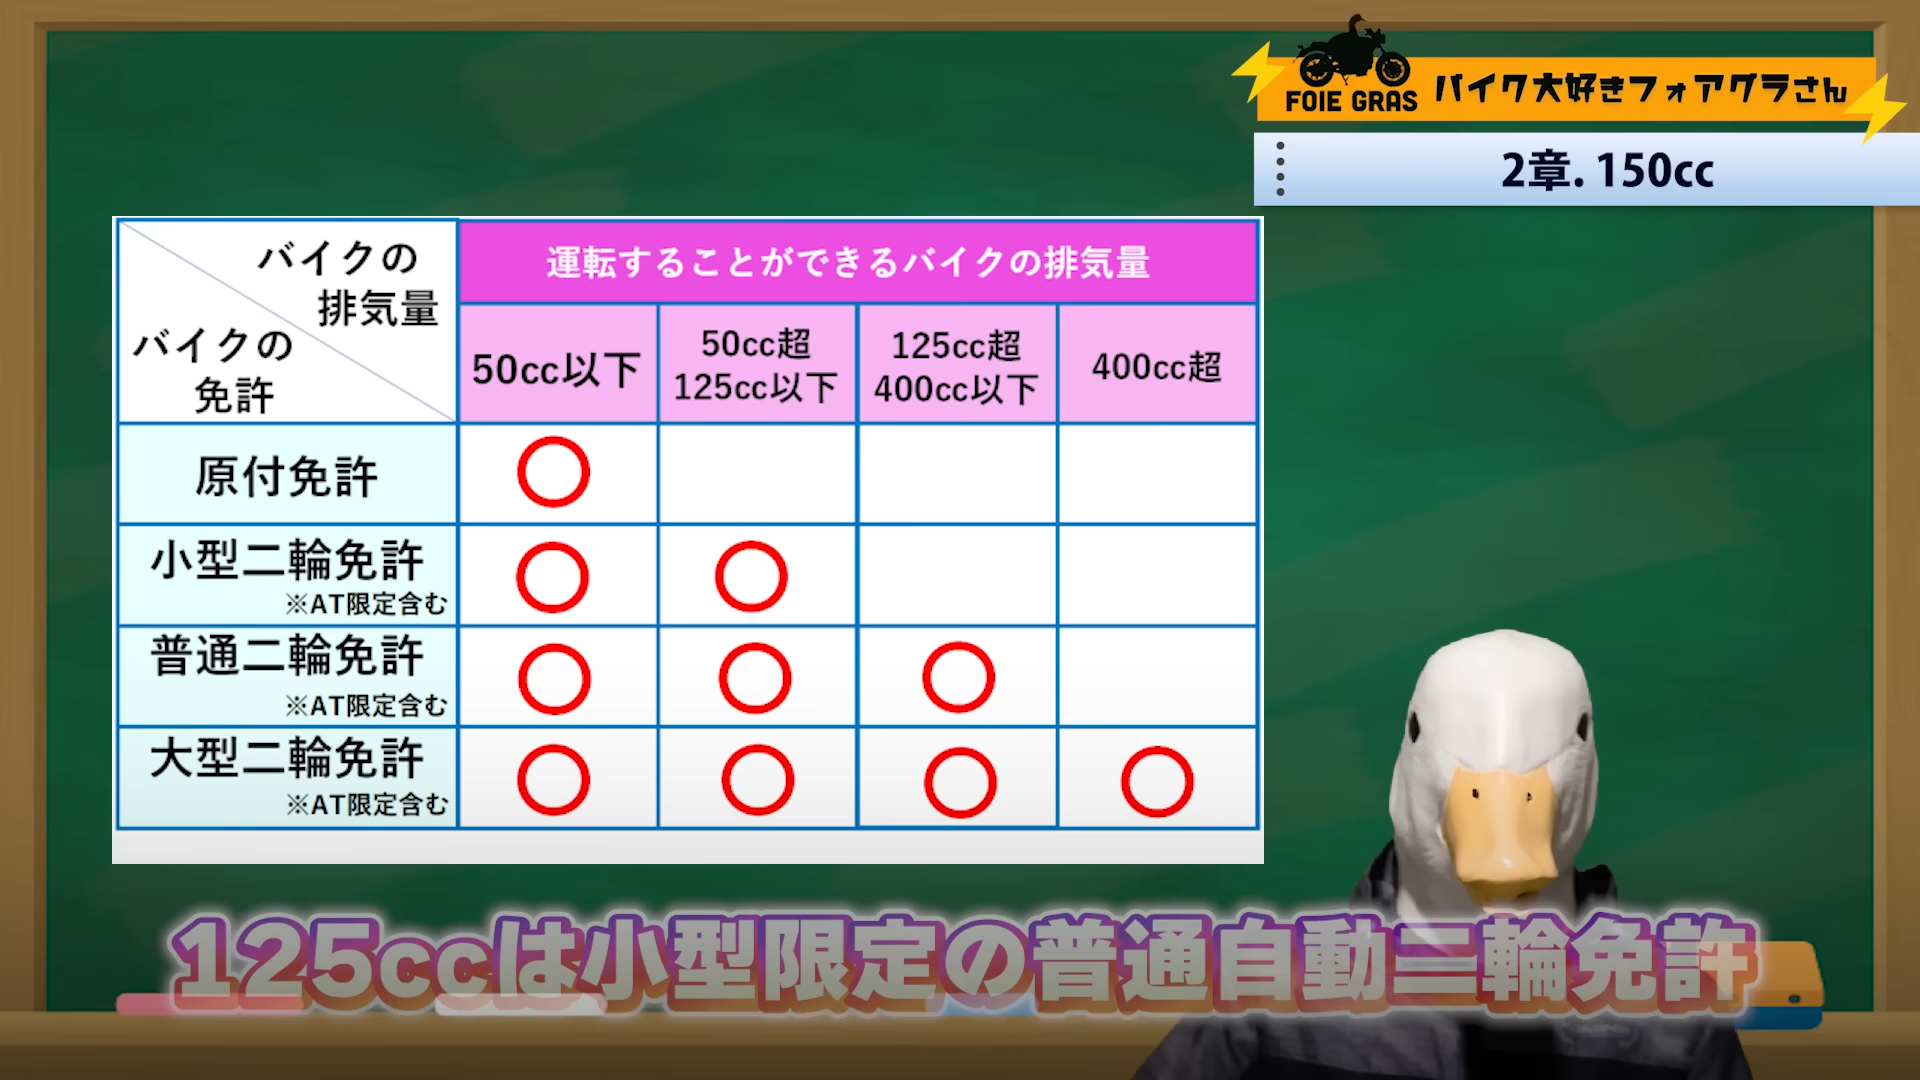 FOIE GRAS
バイク大好きフォアグラさん
2章. 150cc
バイクの
排気量
バイクの
免許
運転することができるバイクの排気量
50cc以下
50cc超
125cc以下
125cc超
400cc以下
400cc超
原付免許
小型二輪免許
※AT限定含む
普通二輪免許
※AT限定含む
大型二輪免許
※AT限定含む
125ccは小型限定の普通自動二輪免許